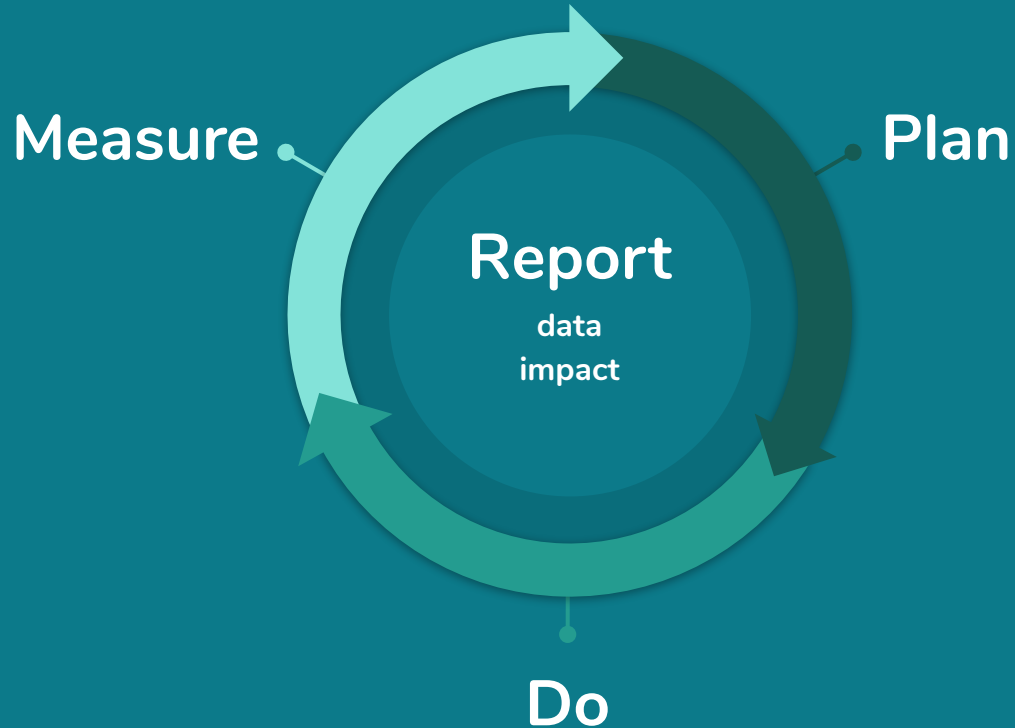 Measure
Plan
Report
data
impact
Do